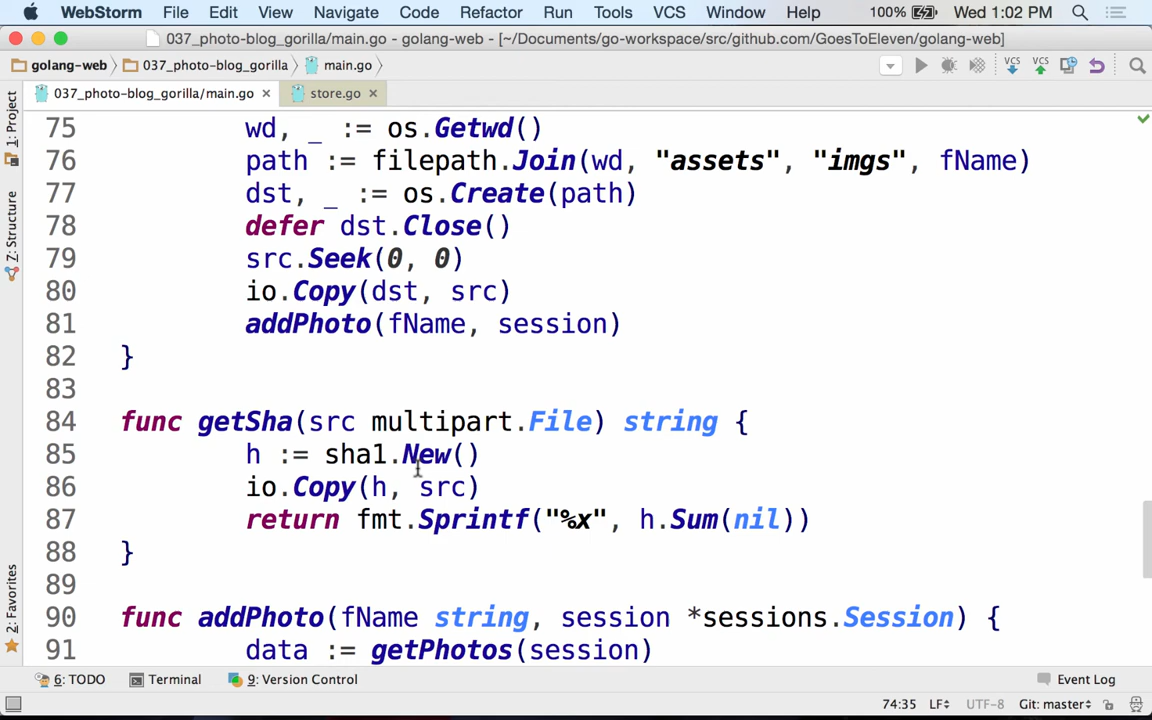 WebStorm File Edit View Navigate Code Refactor Run Tools VCS Window Help 100% Wed 1:02 PM
037_photo-blog_gorilla/main.go - golang-web - [~/Documents/go-workspace/src/github.com/GoesToEleven/golang-web]
golang-web 037_photo-blog_gorilla main.go VCS VCS
037_photo-blog_gorilla/main.go × store.go ×
1: Project
Z: Structure
2: Favorites
75 wd, _ := os.Getwd()
76 path := filepath.Join(wd, "assets", "imgs", fName)
77 dst, _ := os.Create(path)
78 defer dst.Close()
79 src.Seek(0, 0)
80 io.Copy(dst, src)
81 addPhoto(fName, session)
82 }
83
84 func getSha(src multipart.File) string {
85 h := sha1.New()
86 io.Copy(h, src)
87 return fmt.Sprintf("%x", h.Sum(nil))
88 }
89
90 func addPhoto(fName string, session *sessions.Session) {
91 data := getPhotos(session)
6: TODO Terminal 9: Version Control Event Log
74:35 LF UTF-8 Git: master